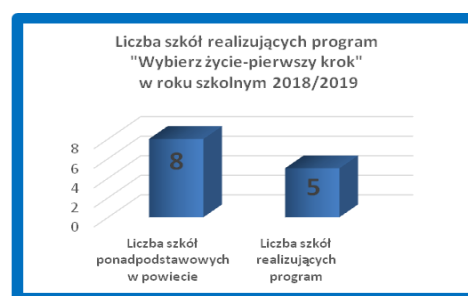 Liczba szkół realizujących program
"Wybierz życie-pierwszy krok"
w roku szkolnym 2018/2019
8
6
4
2
0
8
5
Liczba szkół
ponadpodstawowych
w powiecie
Liczba szkół
realizujących
program